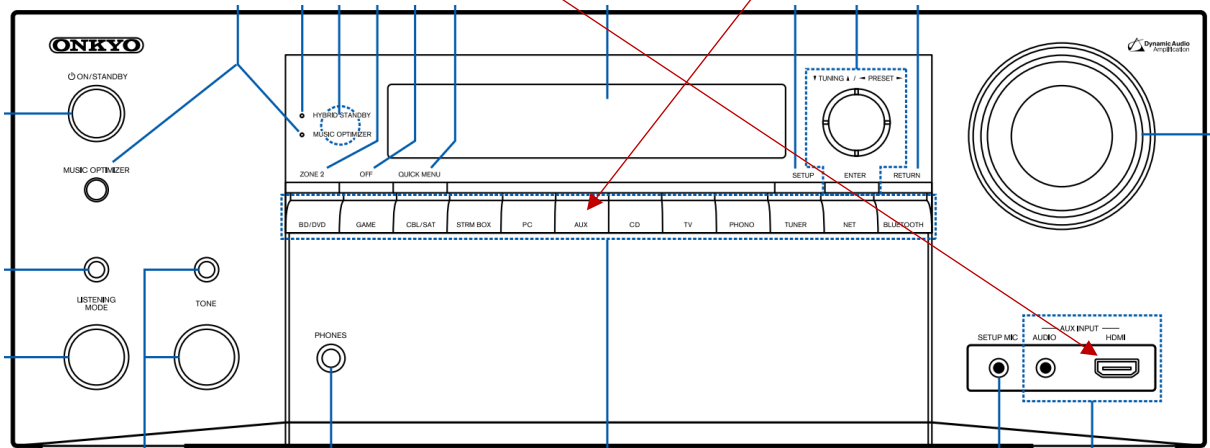 ONKYO
Dynamic Audio
Amplification
ON/STANDBY
TUNING / PRESET
HYBRID STANDBY
MUSIC OPTIMIZER
MUSIC OPTIMIZER
ZONE 2 OFF QUICK MENU SETUP ENTER RETURN
BD/DVD GAME CBL/SAT STRM BOX PC AUX CD TV PHONO TUNER NET BLUETOOTH
LISTENING
MODE
TONE
PHONES
AUX INPUT
SETUP MIC AUDIO HDMI